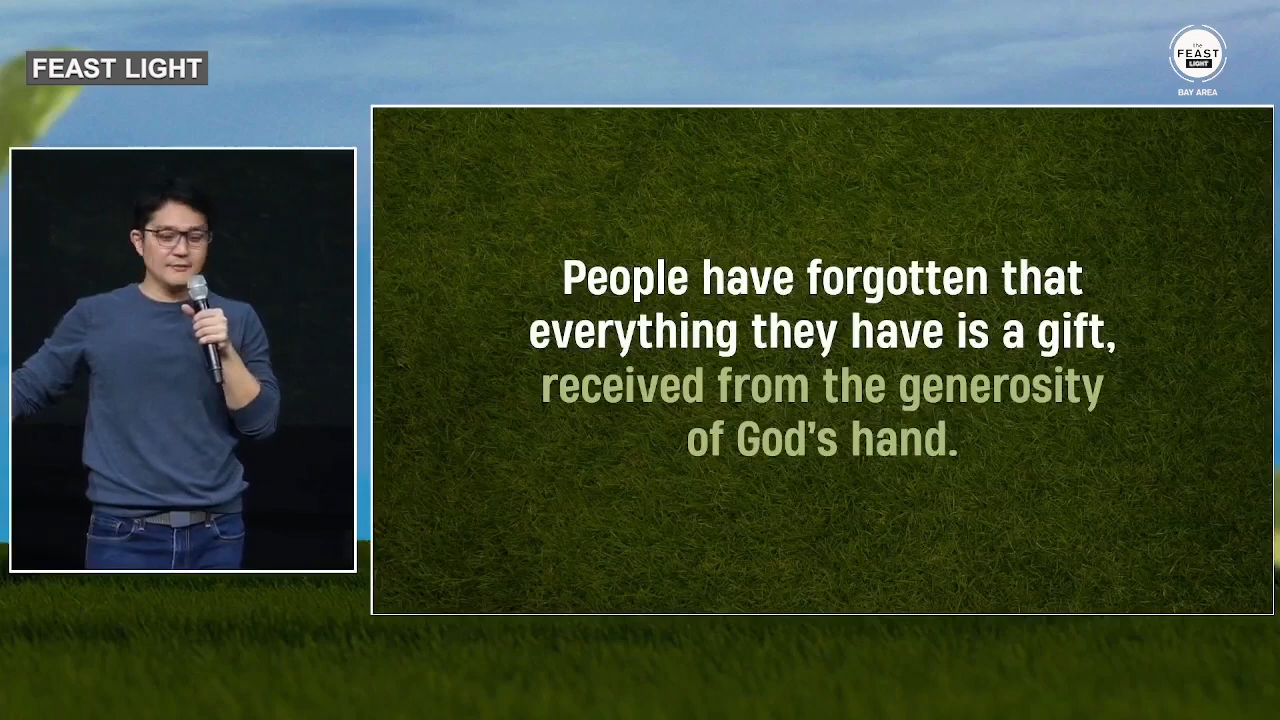 FEAST LIGHT
the
FEAST
LIGHT
BAY AREA
People have forgotten that
everything they have is a gift,
received from the generosity
of God's hand.